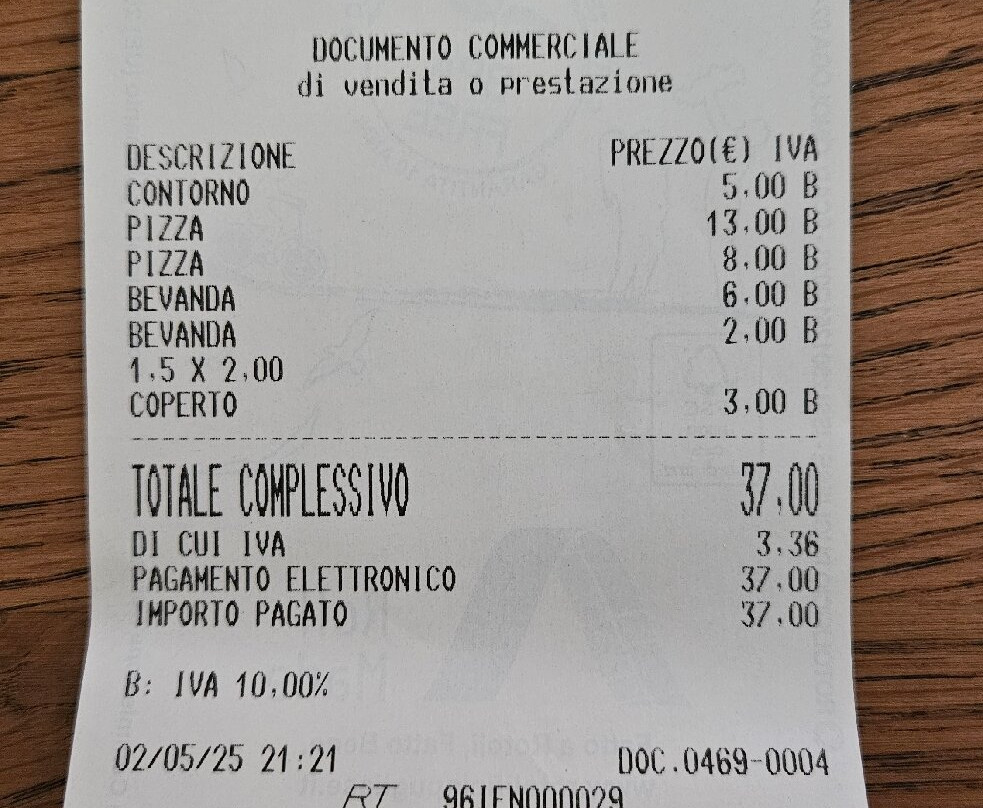 DOCUMENTO COMMERCIALE
di vendita o prestazione
DESCRIZIONE PREZZO(€) IVA
CONTORNO 5,00 B
PIZZA 13,00 B
PIZZA 8,00 B
BEVANDA 6,00 B
BEVANDA 2,00 B
1,5 X 2,00
COPERTO 3,00 B
TOTALE COMPLESSIVO 37,00
DI CUI IVA 3,36
PAGAMENTO ELETTRONICO 37,00
IMPORTO PAGATO 37,00
B: IVA 10,00%
02/05/25 21:21 DOC.0469-0004
RT 96IEN000029